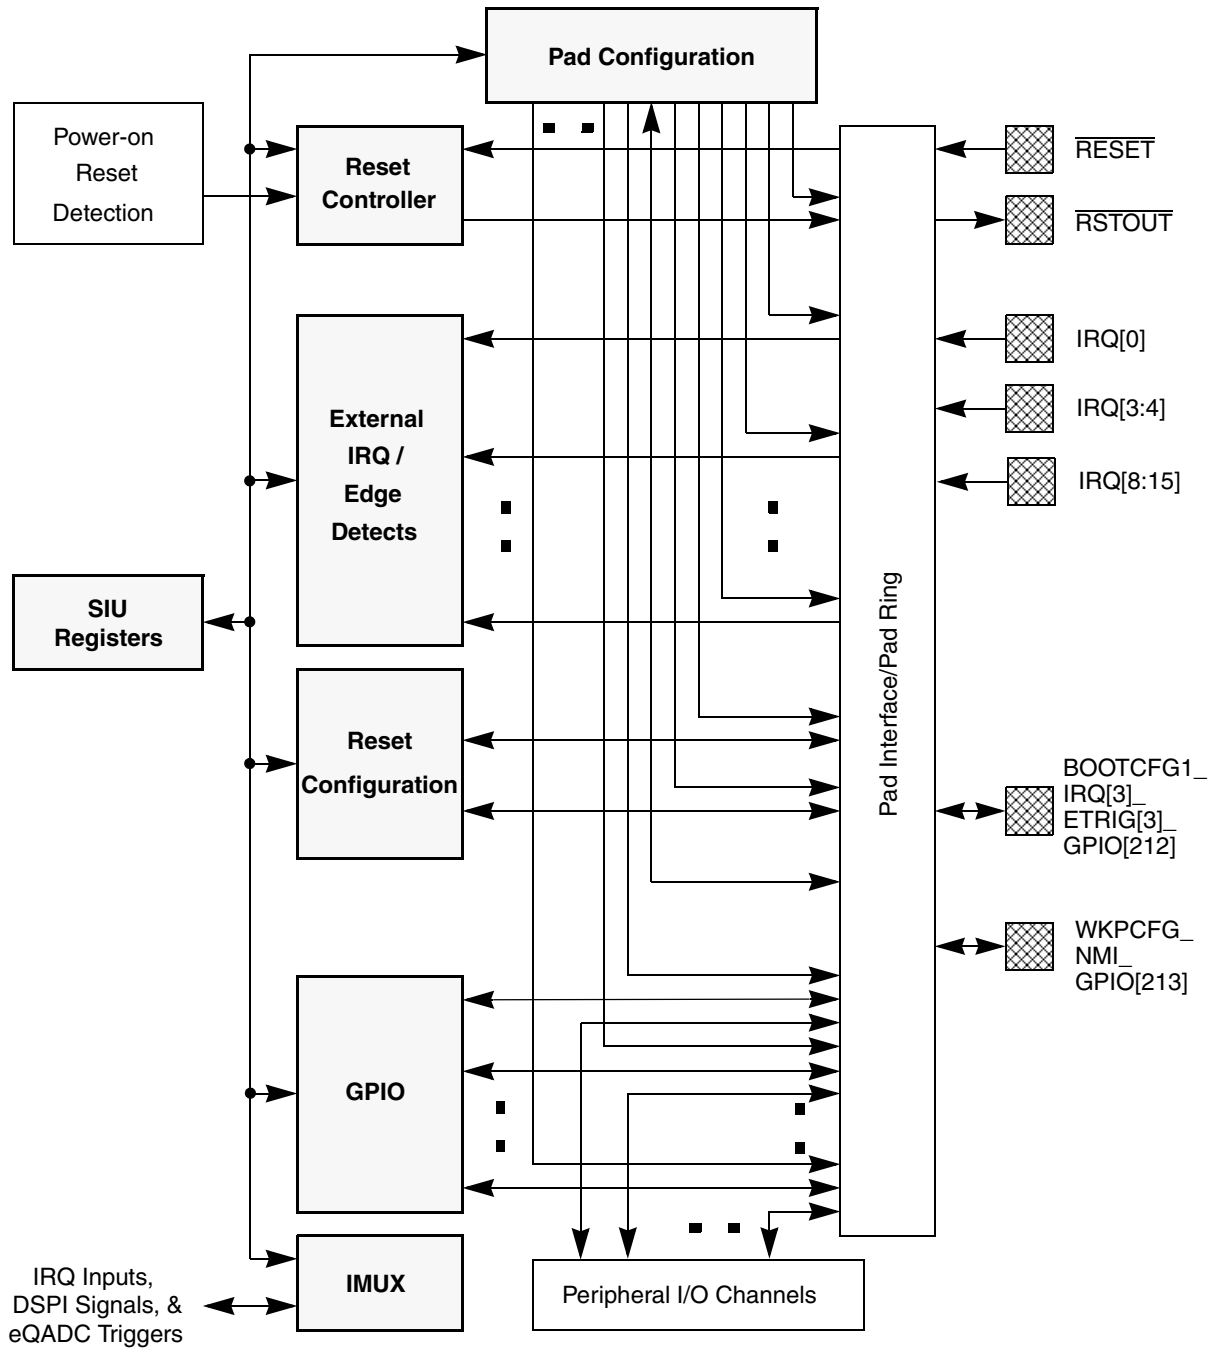 Pad Configuration
Power-on
Reset
Detection
Reset
Controller
RESET
RSTOUT
External
IRQ /
Edge
Detects
IRQ[0]
IRQ[3:4]
IRQ[8:15]
SIU
Registers
Pad Interface/Pad Ring
Reset
Configuration
BOOTCFG1_
IRQ[3]_
ETRIG[3]_
GPIO[212]
WKPCFG_
NMI_
GPIO[213]
GPIO
IMUX
IRQ Inputs,
DSPI Signals, &
eQADC Triggers
Peripheral I/O Channels